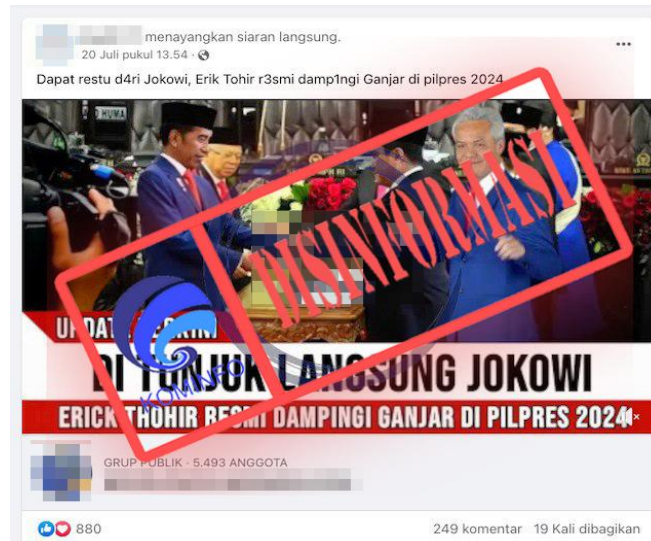 menayangkan siaran langsung.
20 Juli pukul 13.54 ·
Dapat restu d4ri Jokowi, Erik Tohir r3smi damp1ngi Ganjar di pilpres 2024
DISINFORMASI
KOMINFO
DI TUNJUK LANGSUNG JOKOWI
ERICK THOHIR RESMI DAMPINGI GANJAR DI PILPRES 2024
GRUP PUBLIK · 5.493 ANGGOTA
880
249 komentar 19 Kali dibagikan